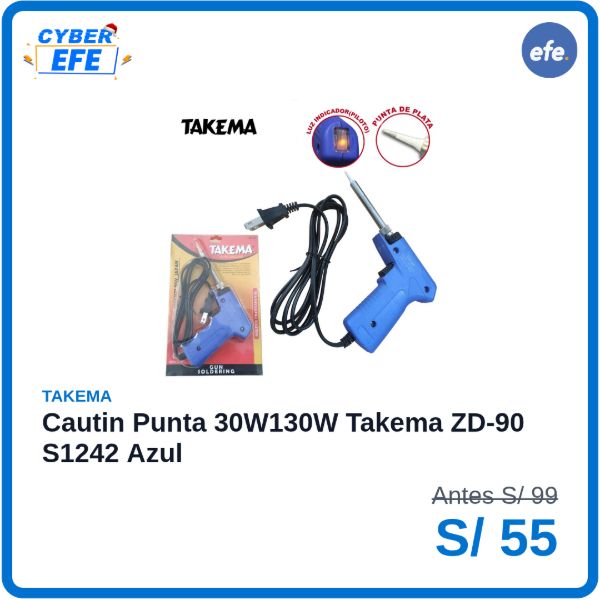 CYBER
EFE
efe.
TAKEMA
LUZ INDICADOR(PILOTO)
PUNTA DE PLATA
TAKEMA
GUN
SOLDERING
TAKEMA
Cautin Punta 30W130W Takema ZD-90
S1242 Azul
Antes S/ 99
S/ 55